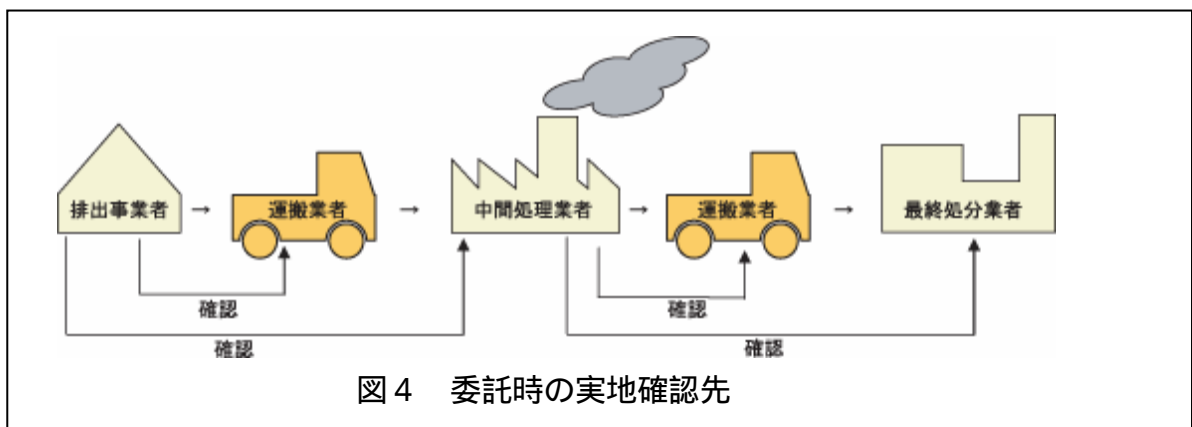 排出事業者 → 運搬業者 → 中間処理業者 → 運搬業者 → 最終処分業者
確認 確認
確認 確認
図4 委託時の実地確認先